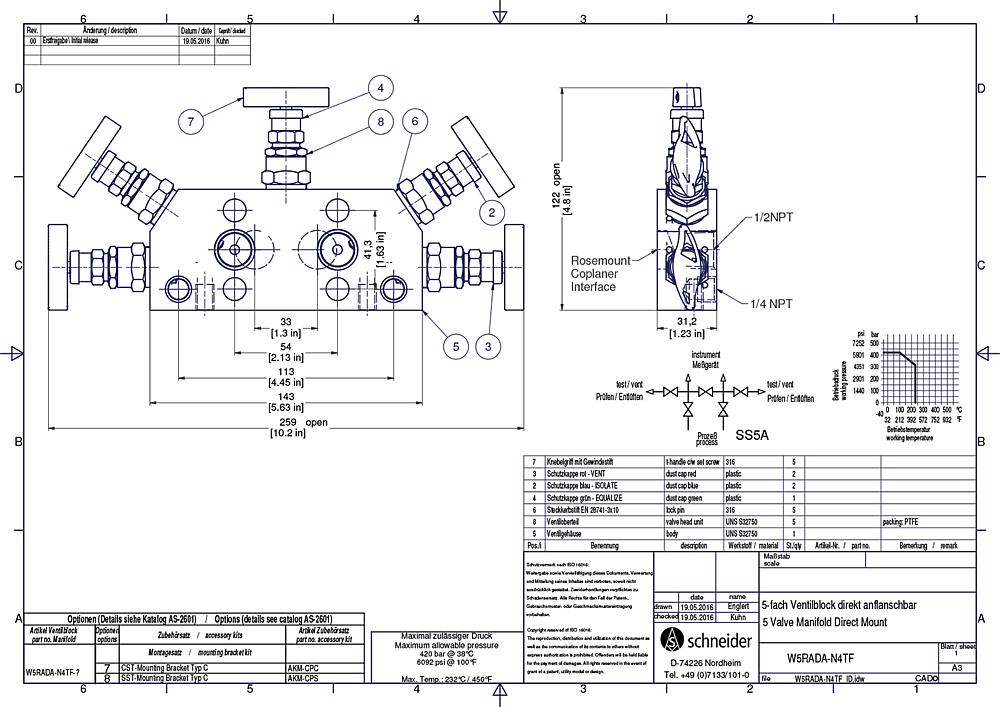 6 5 4 3 2 1
Rev. Änderung / description Datum / date Geprüft / checked
00 Erstfreigabe \ Initial release 19.05.2016 Kuhn
D D
C C
B B
A A
7
4
8
6
2
5
3
41,3
[1.63 in]
33
[1.3 in]
54
[2.13 in]
113
[4.45 in]
143
[5.63 in]
259 open
[10.2 in]
122 open
[4.8 in]
1/2NPT
Rosemount
Coplaner
Interface
1/4 NPT
31,2
[1.23 in]
instrument
Meßgerät
test / vent
Prüfen / Entlüften
test / vent
Prüfen / Entlüften
Prozeß
process
SS5A
psi bar
7252 500
5801 400
4351 300
2901 200
1440 100
0
Betriebsdruck
working pressure
-40 0 100 200 300 400 500 °C
32 212 392 572 752 932 °F
Betriebstemperatur
working temperature
7 Knebelgriff mit Gewindestift t-handle c/w set screw 316 5
3 Schutzkappe rot - VENT dust cap red plastic 2
2 Schutzkappe blau - ISOLATE dust cap blue plastic 2
4 Schutzkappe grün - EQUALIZE dust cap green plastic 1
6 Steckkerbstift EN 28741-3x10 lock pin 316 5
8 Ventiloberteil valve head unit UNS S32750 5 packing: PTFE
5 Ventilgehäuse body UNS S32750 1
Pos./i Benennung description Werkstoff / material St./qty Artikel-Nr. / part no. Bemerkung / remark
Schutzvermerk nach ISO 16016:
Weitergabe sowie Vervielfältigung dieses Dokuments, Verwertung
und Mitteilung seines Inhaltes sind verboten, soweit nicht
ausdrücklich gestattet. Zuwiderhandlungen verpflichten zu
Schadenersatz. Alle Rechte für den Fall der Patent-,
Gebrauchsmuster- oder Geschmacksmustereintragung
vorbehalten.
Copyright reserved of ISO 16016:
The reproduction, distribution and utilization of this document as
well as the communication of its contents to others without
express authorization is prohibited. Offenders will be held liable
for the payment of damages. All rights reserved in the event of
grant of a patent, utility model or design.
Maßstab
scale
date name
drawn 19.05.2016 Englert
checked 19.05.2016 Kuhn
schneider
D-74226 Nordheim
Tel. +49 (0)7133/101-0
5-fach Ventilblock direkt anflanschbar
5 Valve Manifold Direct Mount
W5RADA-N4TF
Blatt / sheet
1
A3
file W5RADA-N4TF_ID.idw CAD
Optionen (Details siehe Katalog AS-2601) / Options (details see catalog AS-2601)
Artikel Ventilblock
part no. Manifold
Optionen
options
Zubehörsatz / accessory kits
Artikel Zubehörsatz
part no. accessory kit
Montagesatz / mounting bracket kit
W5RADA-N4TF-?
7 CST-Mounting Bracket Typ C AKM-CPC
8 SST-Mounting Bracket Typ C AKM-CPS
Maximal zulässiger Druck
Maximum allowable pressure
420 bar @ 38°C
6092 psi @ 100°F
Max. Temp.: 232°C / 450°F
6 5 4 3 2 1